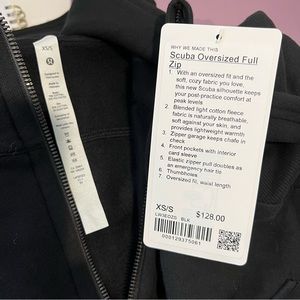 XS/S
WHY WE MADE THIS
Scuba Oversized Full
Zip
1. With an oversized fit and the
soft, cozy fabric you love,
this new Scuba silhouette keeps
your post-practice comfort at
peak levels
2. Blended light cotton fleece
fabric is naturally breathable,
soft against your skin, and
provides lightweight warmth
3. Zipper garage keeps chafe in
check
4. Front pockets with interior
card sleeve
5. Elastic zipper pull doubles as
an emergency hair tie
6. Thumbholes
7. Oversized fit, waist length
XS/S
$128.00
LW3EDZS BLK
000129375061